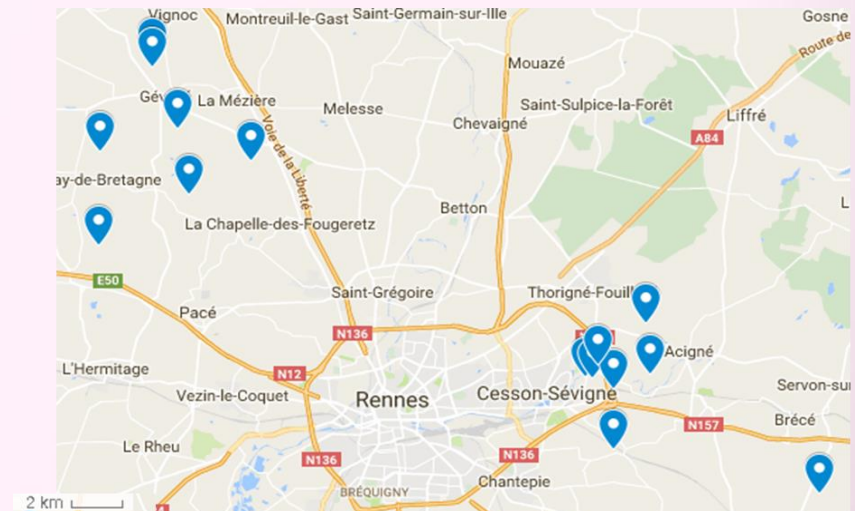 Vignoc
Montreuil-le-Gast
Saint-Germain-sur-Ille
Gosne
Route de
Mouazé
La Mézière
Melesse
Saint-Sulpice-la-Forêt
Liffré
Chevaigné
A84
Voie de la Liberté
ay-de-Bretagne
Betton
La Chapelle-des-Fougeretz
E50
Saint-Grégoire
Thorigné-Fouill
Pacé
N136
Acigné
L'Hermitage
N12
Servon-su
Vezin-le-Coquet
Rennes
Cesson-Sévigné
Brécé
N157
Le Rheu
N136
N136
Chantepie
BRÉQUIGNY
2 km